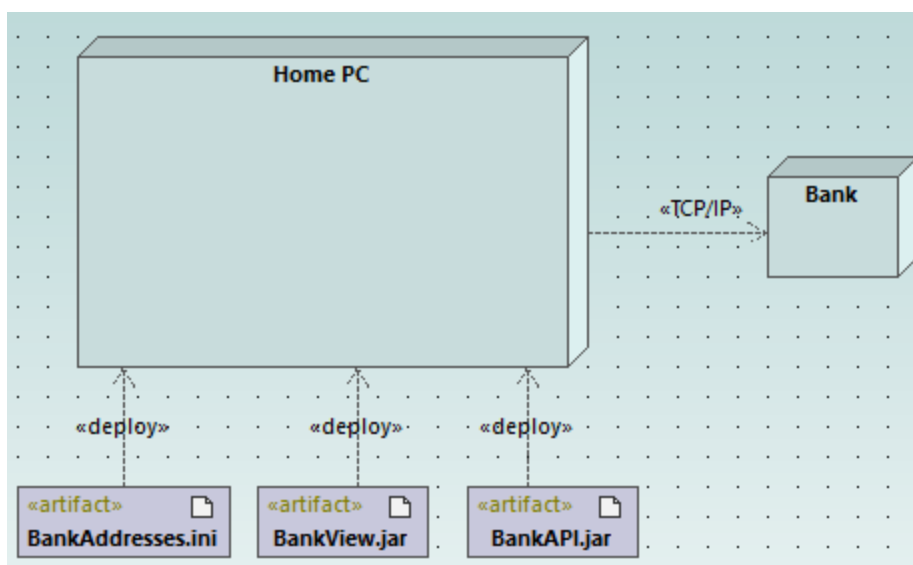 Home PC
Bank
«TCP/IP»
«deploy»
«deploy»
«deploy»
«artifact»
BankAddresses.ini
«artifact»
BankView.jar
«artifact»
BankAPI.jar